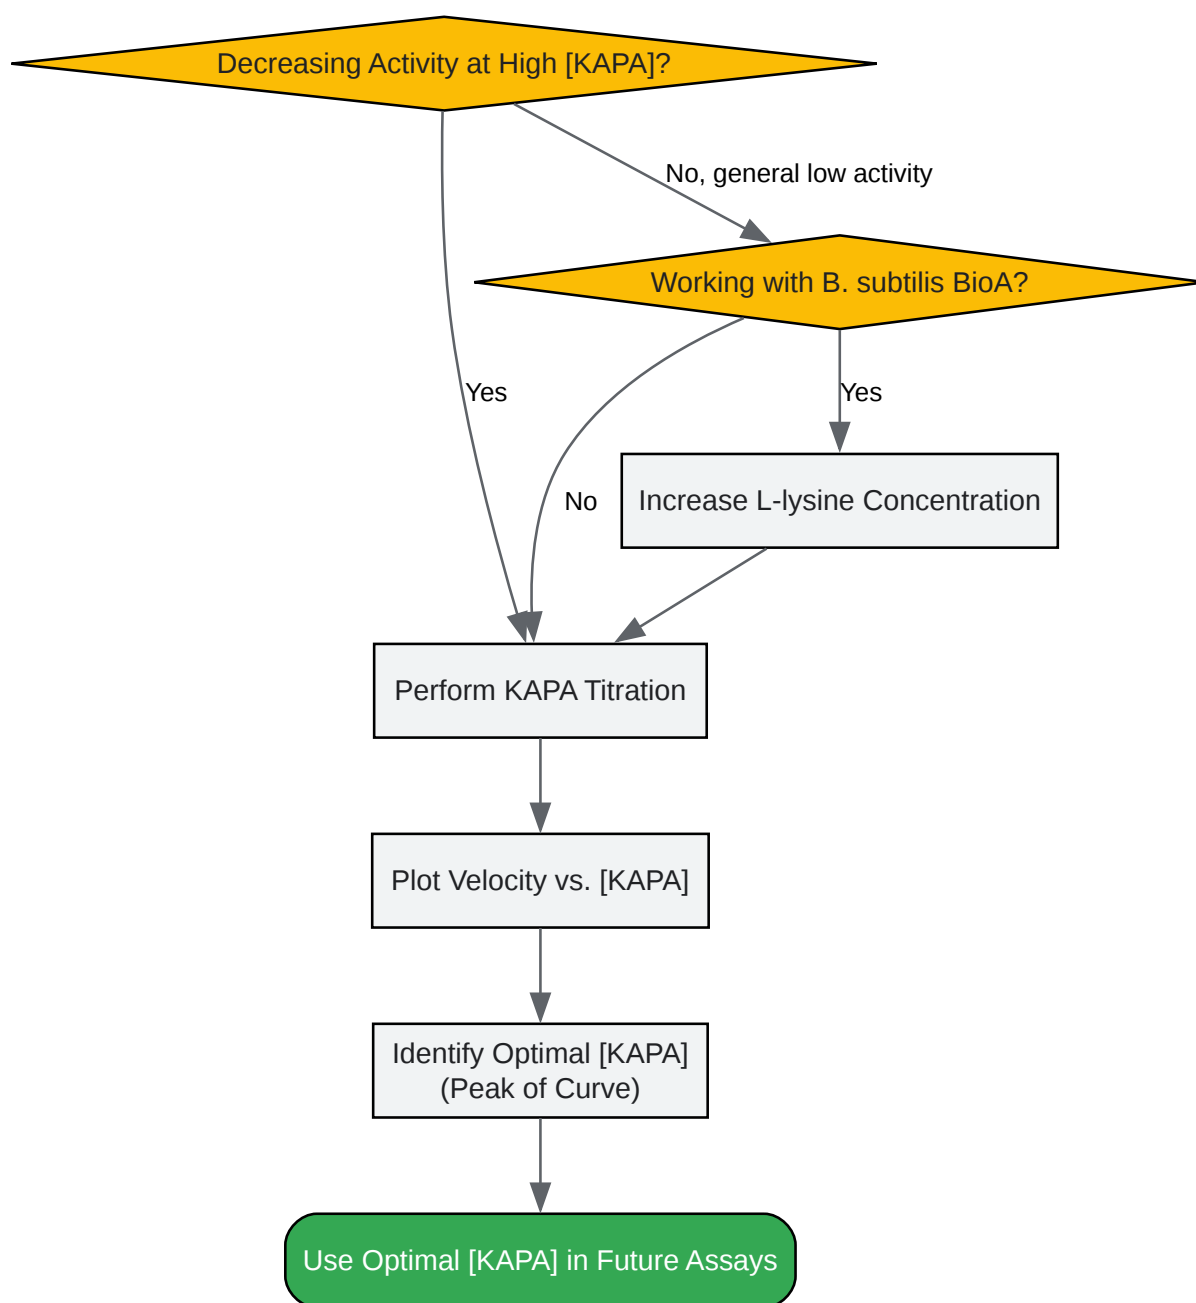 Decreasing Activity at High [KAPA]?
No, general low activity
Working with B. subtilis BioA?
Yes
Yes
No
Increase L-lysine Concentration
Perform KAPA Titration
Plot Velocity vs. [KAPA]
Identify Optimal [KAPA]
(Peak of Curve)
Use Optimal [KAPA] in Future Assays